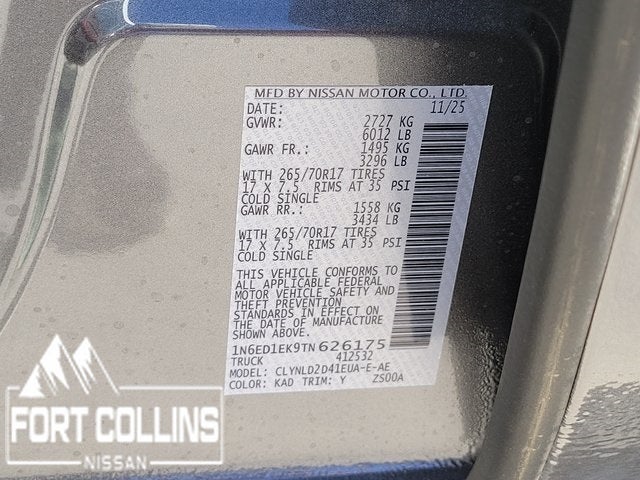 MFD BY NISSAN MOTOR CO., LTD.
DATE: 11/25
GVWR: 2727 KG
6012 LB
GAWR FR.: 1495 KG
3296 LB
WITH 265/70R17 TIRES
17 X 7.5 RIMS AT 35 PSI
COLD SINGLE
GAWR RR.: 1558 KG
3434 LB
WITH 265/70R17 TIRES
17 X 7.5 RIMS AT 35 PSI
COLD SINGLE
THIS VEHICLE CONFORMS TO
ALL APPLICABLE FEDERAL
MOTOR VEHICLE SAFETY AND
THEFT PREVENTION
STANDARDS IN EFFECT ON
THE DATE OF MANUFACTURE
SHOWN ABOVE.
1N6ED1EK9TN626175
TRUCK 412532
MODEL: CLYNLD2D41EUA-E-AE
COLOR: KAD TRIM: Y ZS00A
FORT COLLINS
NISSAN